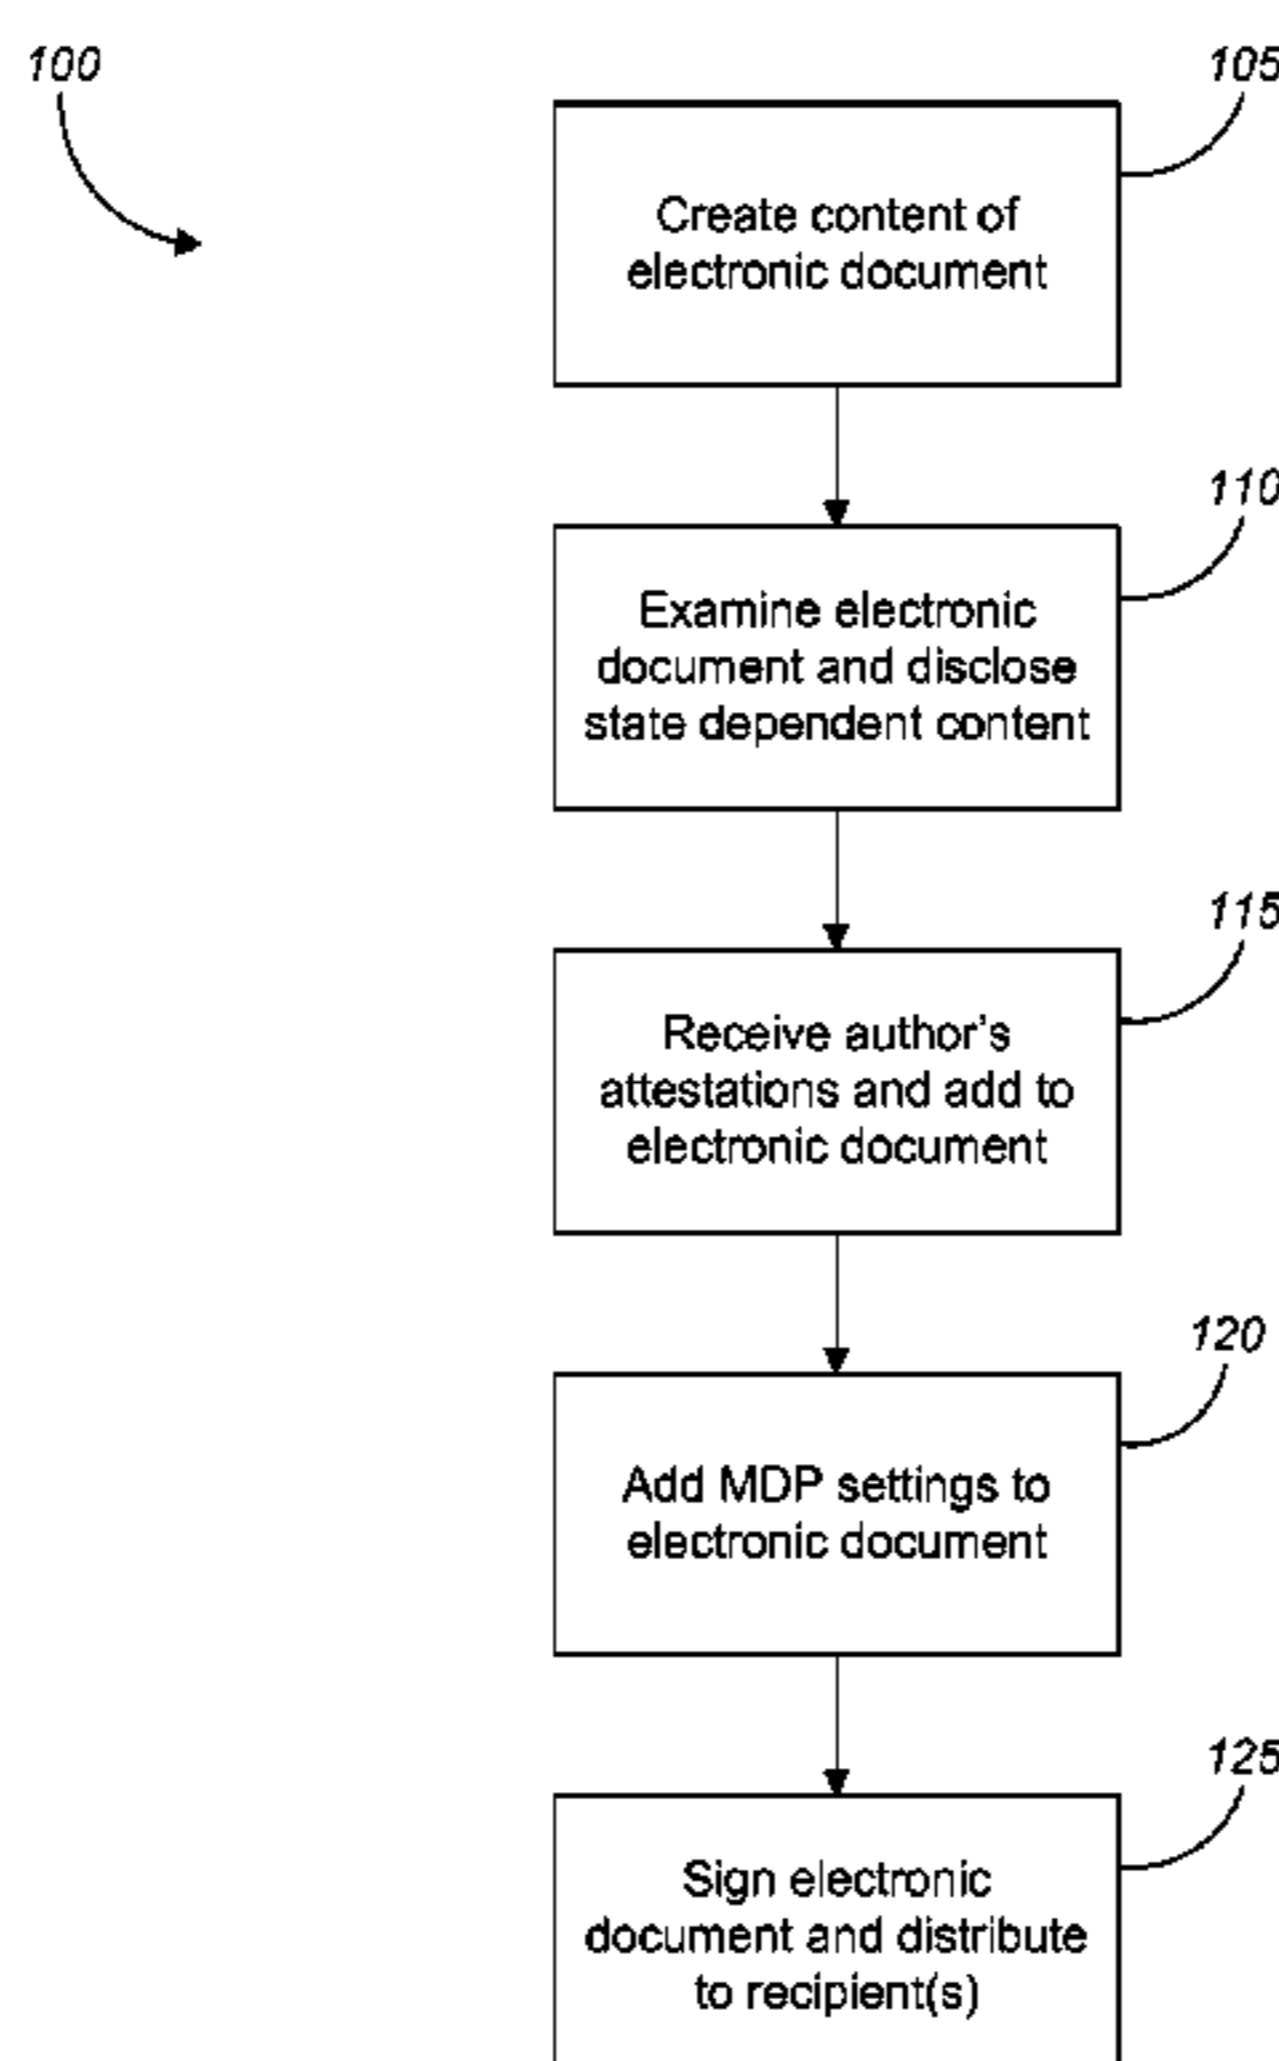 100
105
Create content of
electronic document
110
Examine electronic
document and disclose
state dependent content
115
Receive author's
attestations and add to
electronic document
120
Add MDP settings to
electronic document
125
Sign electronic
document and distribute
to recipient(s)